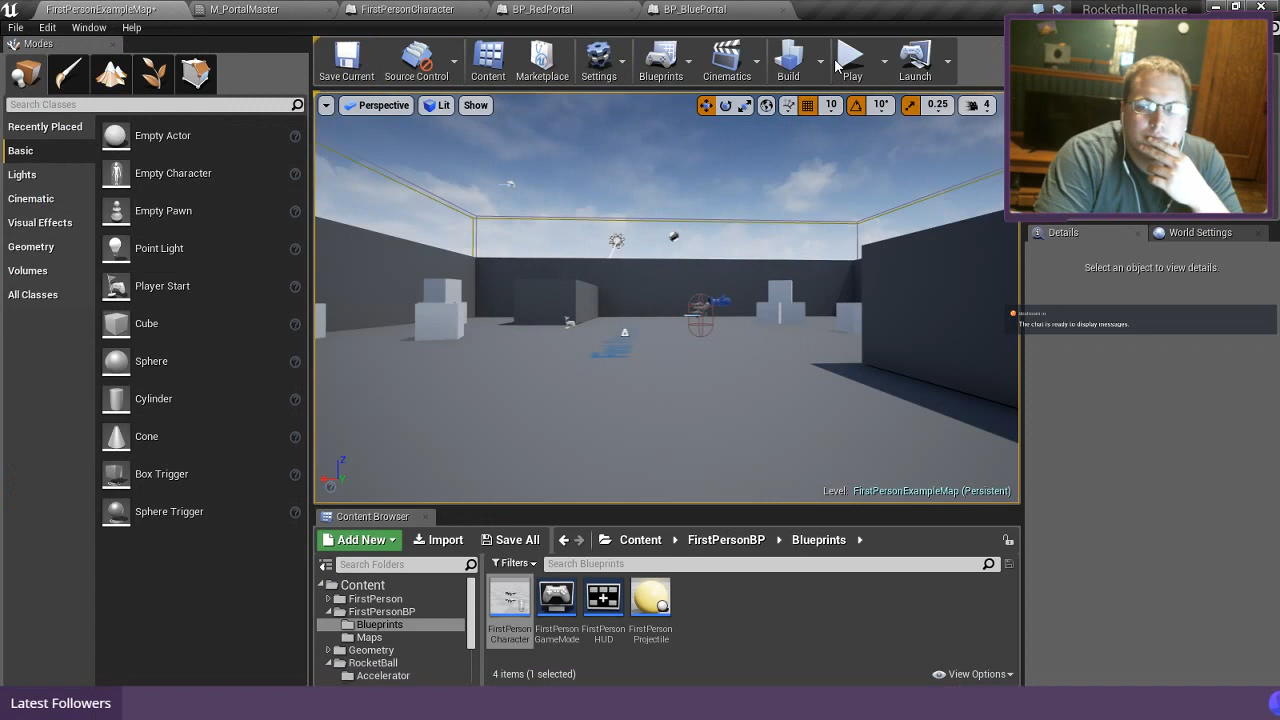 FirstPersonExampleMap*
M_PortalMaster
FirstPersonCharacter
BP_RedPortal
BP_BluePortal
RocketballRemake
File
Edit
Window
Help
Modes
Save Current
Source Control
Content
Marketplace
Settings
Blueprints
Cinematics
Build
Play
Launch
Search Classes
Recently Placed
Basic
Lights
Cinematic
Visual Effects
Geometry
Volumes
All Classes
Empty Actor
Empty Character
Empty Pawn
Point Light
Player Start
Cube
Sphere
Cylinder
Cone
Box Trigger
Sphere Trigger
Perspective
Lit
Show
10
10°
0.25
4
Z
Level: FirstPersonExampleMap (Persistent)
Details
World Settings
Select an object to view details.
The chat is ready to display messages.
Content Browser
Add New
Import
Save All
Content
FirstPersonBP
Blueprints
Search Folders
Filters
Search Blueprints
Content
FirstPerson
FirstPersonBP
Blueprints
Maps
Geometry
RocketBall
Accelerator
FirstPerson
Character
FirstPerson
GameMode
FirstPerson
HUD
FirstPerson
Projectile
4 items (1 selected)
View Options
Latest Followers